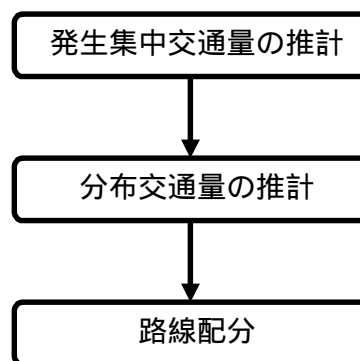 発生集中交通量の推計
分布交通量の推計
路線配分